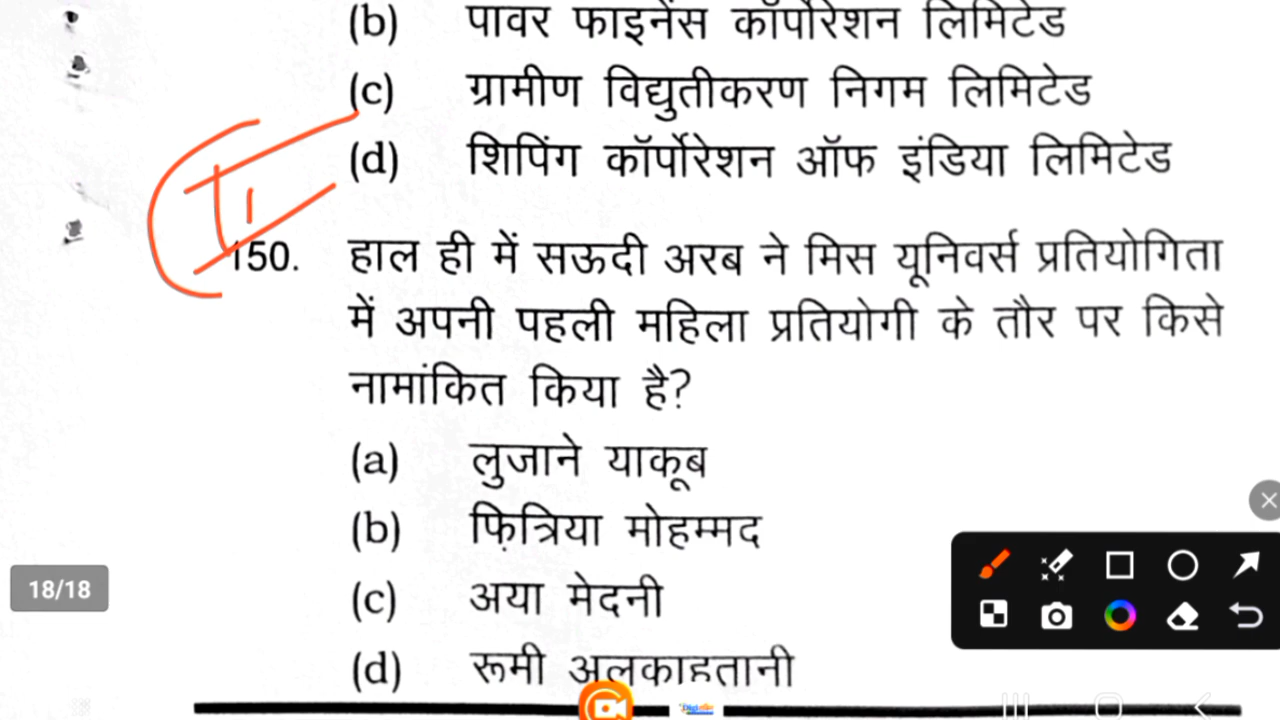 (b) पावर फाइनेंस कॉर्पोरेशन लिमिटेड
(c) ग्रामीण विद्युतीकरण निगम लिमिटेड
(d) शिपिंग कॉर्पोरेशन ऑफ इंडिया लिमिटेड
150. हाल ही में सऊदी अरब ने मिस यूनिवर्स प्रतियोगिता
में अपनी पहली महिला प्रतियोगी के तौर पर किसे
नामांकित किया है?
(a) लुजाने याकूब
(b) फ़ित्रिया मोहम्मद
(c) अया मेदनी
18/18
(d) रूमी अलकाहतानी